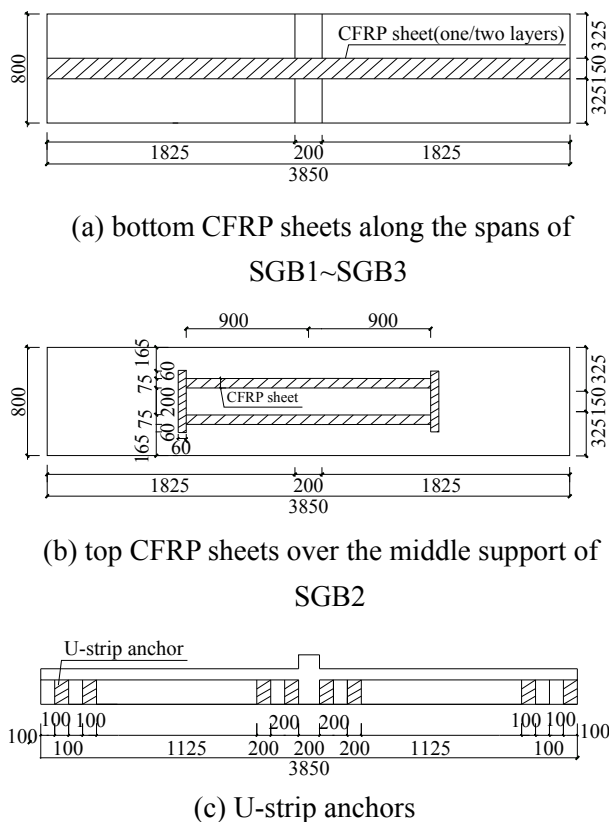 CFRP sheet(one/two layers)
800
325
150
325
1825 200 1825
3850
(a) bottom CFRP sheets along the spans of
SGB1~SGB3
900 900
800
165
60
75
200
75
60
165
60
CFRP sheet
325
150
325
1825 200 1825
3850
(b) top CFRP sheets over the middle support of
SGB2
U-strip anchor
100 100 200 200 100 100
100 100 1125 200 200 200 1125 100 100
3850
(c) U-strip anchors